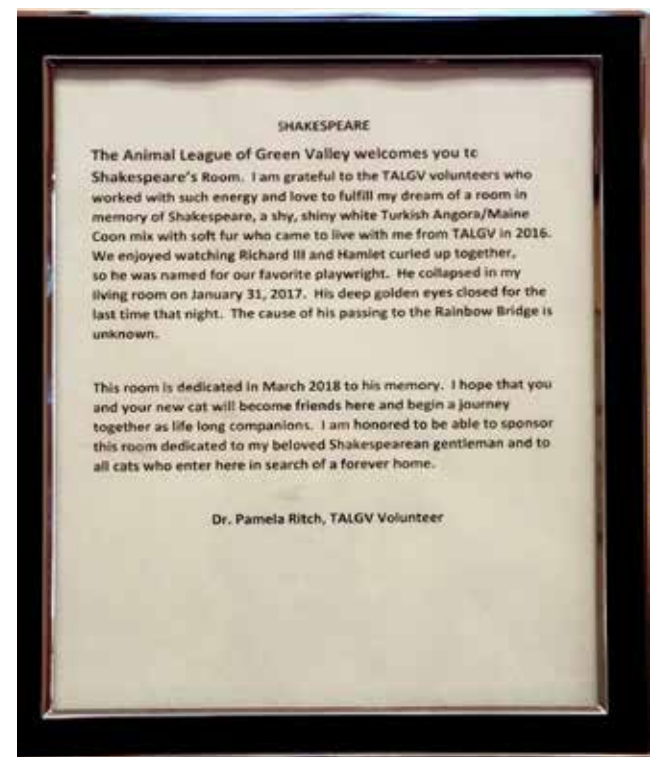 SHAKESPEARE
The Animal League of Green Valley welcomes you to
Shakespeare's Room. I am grateful to the TALGV volunteers who
worked with such energy and love to fulfill my dream of a room in
memory of Shakespeare, a shy, shiny white Turkish Angora/Maine
Coon mix with soft fur who came to live with me from TALGV in 2016.
We enjoyed watching Richard III and Hamlet curled up together,
so he was named for our favorite playwright. He collapsed in my
living room on January 31, 2017. His deep golden eyes closed for the
last time that night. The cause of his passing to the Rainbow Bridge is
unknown.
This room is dedicated in March 2018 to his memory. I hope that you
and your new cat will become friends here and begin a journey
together as life long companions. I am honored to be able to sponsor
this room dedicated to my beloved Shakespearean gentleman and to
all cats who enter here in search of a forever home.
Dr. Pamela Ritch, TALGV Volunteer